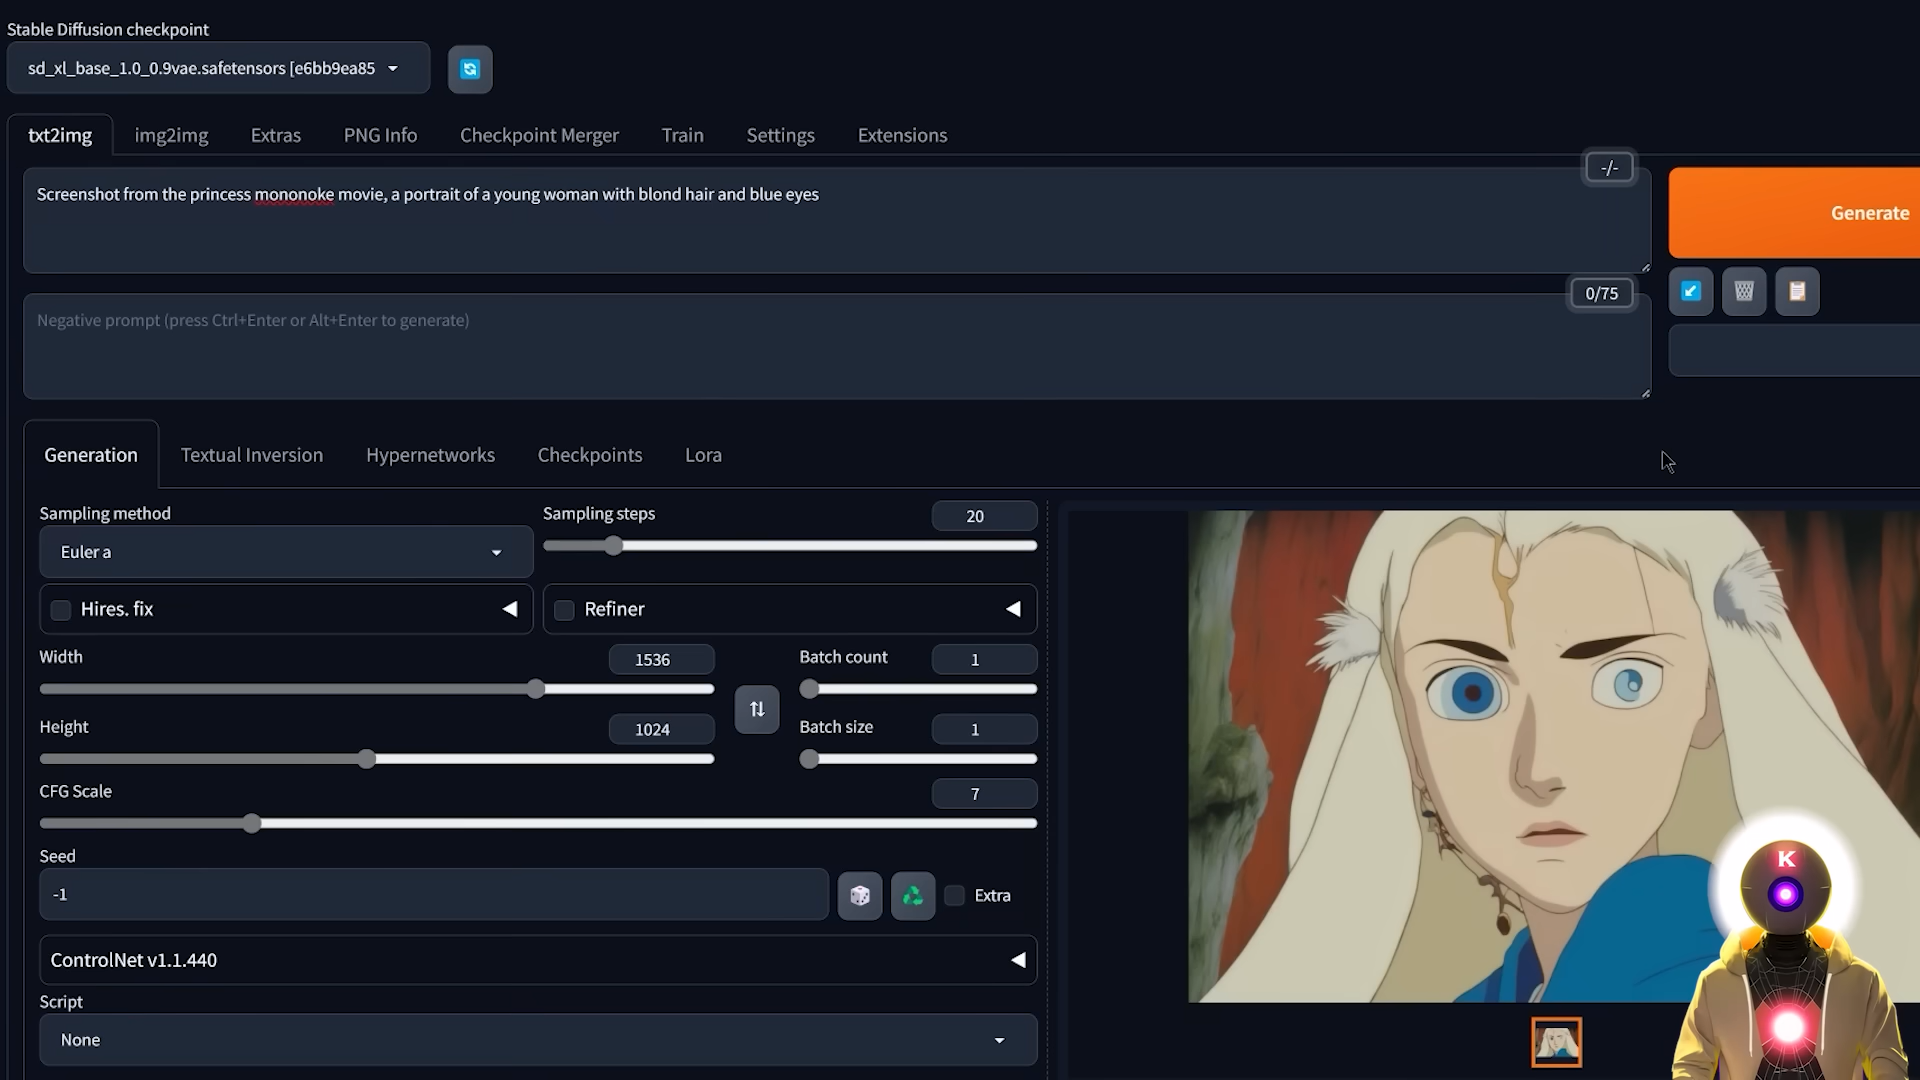 Stable Diffusion checkpoint
sd_xl_base_1.0_0.9vae.safetensors [e6bb9ea85
txt2img img2img Extras PNG Info Checkpoint Merger Train Settings Extensions
-/-
Screenshot from the princess mononoke movie, a portrait of a young woman with blond hair and blue eyes
Generate
0/75
Negative prompt (press Ctrl+Enter or Alt+Enter to generate)
Generation Textual Inversion Hypernetworks Checkpoints Lora
Sampling method Sampling steps 20
Euler a
Hires. fix Refiner
Width 1536 Batch count 1
Height 1024 Batch size 1
CFG Scale 7
Seed
-1 Extra
ControlNet v1.1.440
Script
None
K